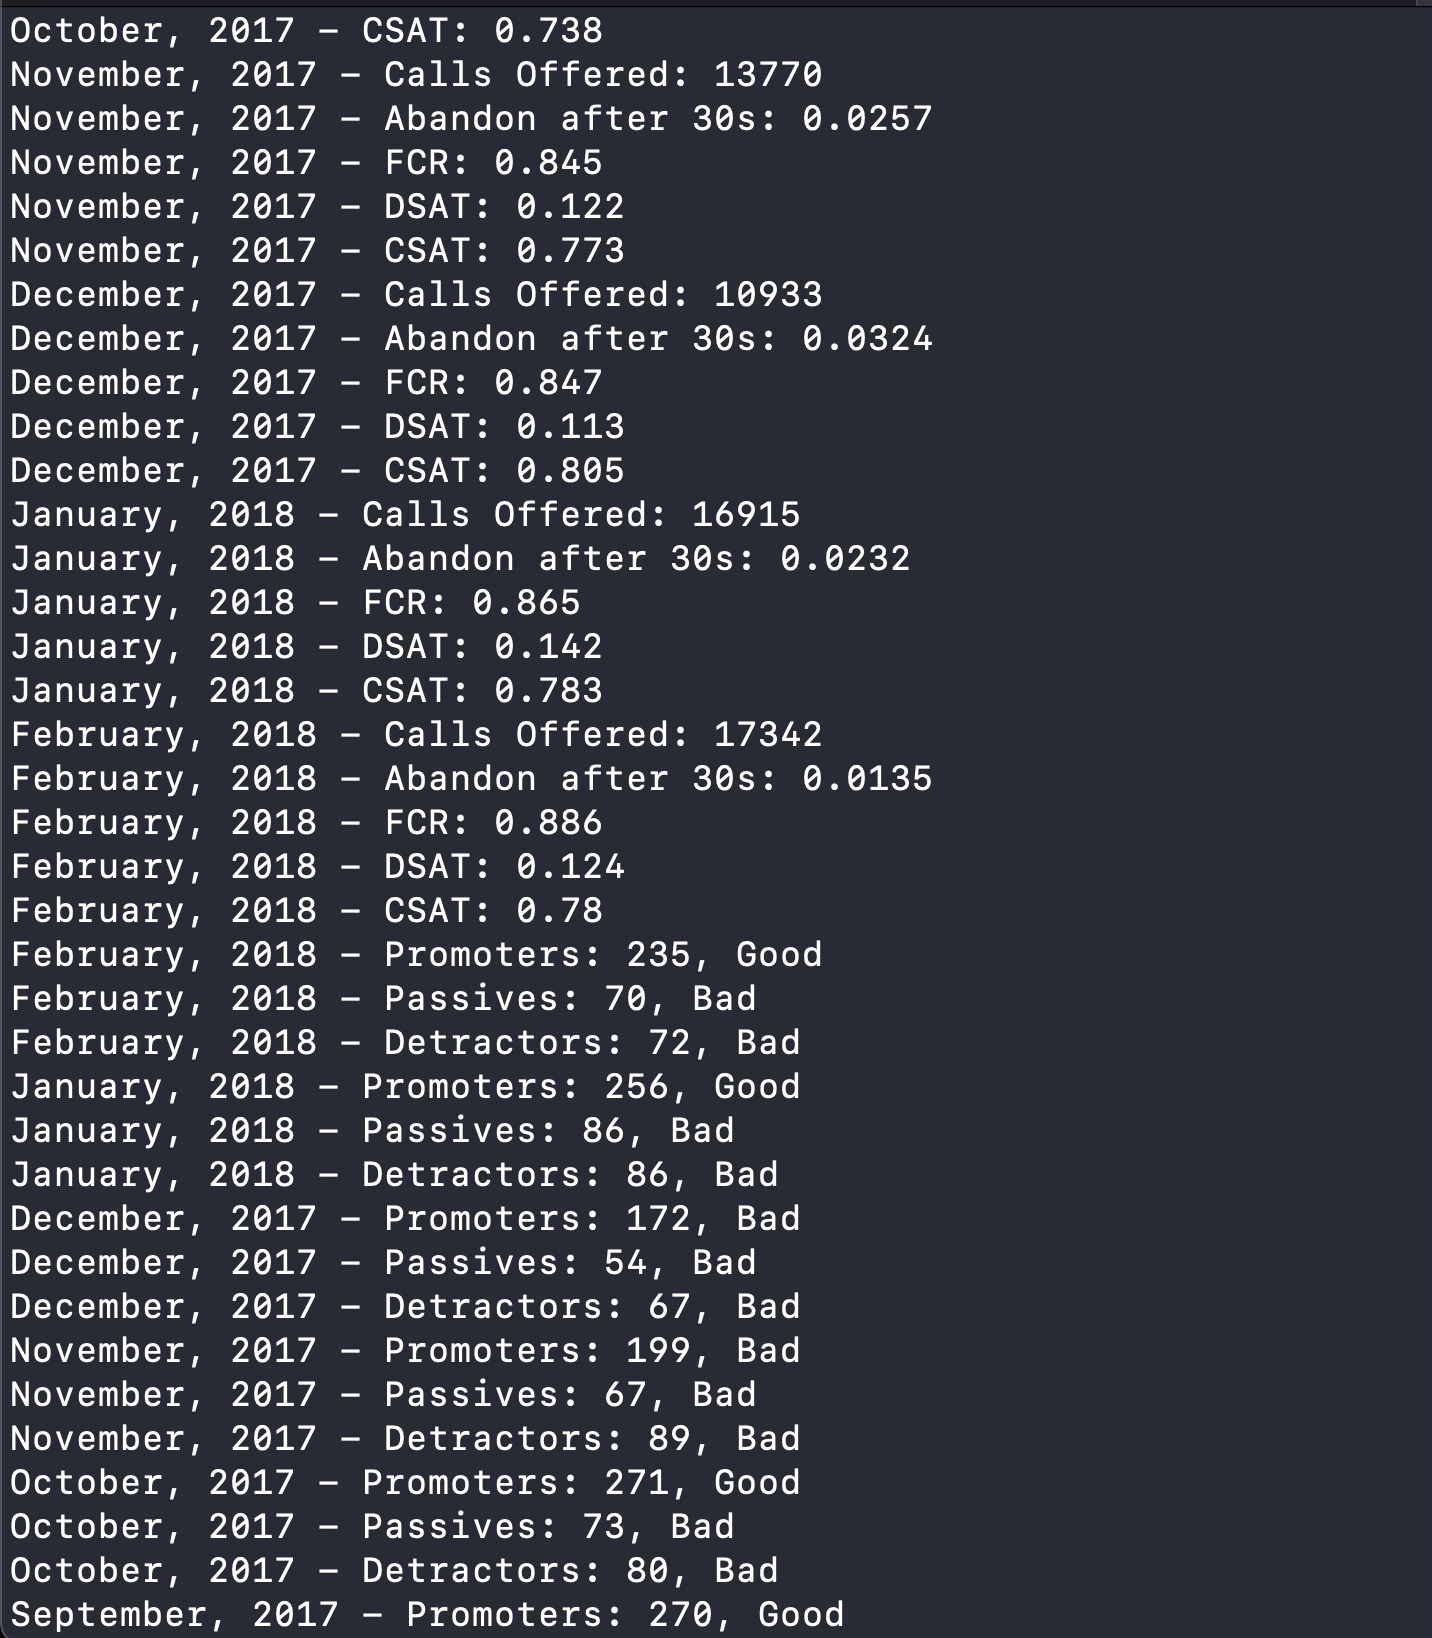 October, 2017 – CSAT: 0.738
November, 2017 – Calls Offered: 13770
November, 2017 – Abandon after 30s: 0.0257
November, 2017 – FCR: 0.845
November, 2017 – DSAT: 0.122
November, 2017 – CSAT: 0.773
December, 2017 – Calls Offered: 10933
December, 2017 – Abandon after 30s: 0.0324
December, 2017 – FCR: 0.847
December, 2017 – DSAT: 0.113
December, 2017 – CSAT: 0.805
January, 2018 – Calls Offered: 16915
January, 2018 – Abandon after 30s: 0.0232
January, 2018 – FCR: 0.865
January, 2018 – DSAT: 0.142
January, 2018 – CSAT: 0.783
February, 2018 – Calls Offered: 17342
February, 2018 – Abandon after 30s: 0.0135
February, 2018 – FCR: 0.886
February, 2018 – DSAT: 0.124
February, 2018 – CSAT: 0.78
February, 2018 – Promoters: 235, Good
February, 2018 – Passives: 70, Bad
February, 2018 – Detractors: 72, Bad
January, 2018 – Promoters: 256, Good
January, 2018 – Passives: 86, Bad
January, 2018 – Detractors: 86, Bad
December, 2017 – Promoters: 172, Bad
December, 2017 – Passives: 54, Bad
December, 2017 – Detractors: 67, Bad
November, 2017 – Promoters: 199, Bad
November, 2017 – Passives: 67, Bad
November, 2017 – Detractors: 89, Bad
October, 2017 – Promoters: 271, Good
October, 2017 – Passives: 73, Bad
October, 2017 – Detractors: 80, Bad
September, 2017 – Promoters: 270, Good